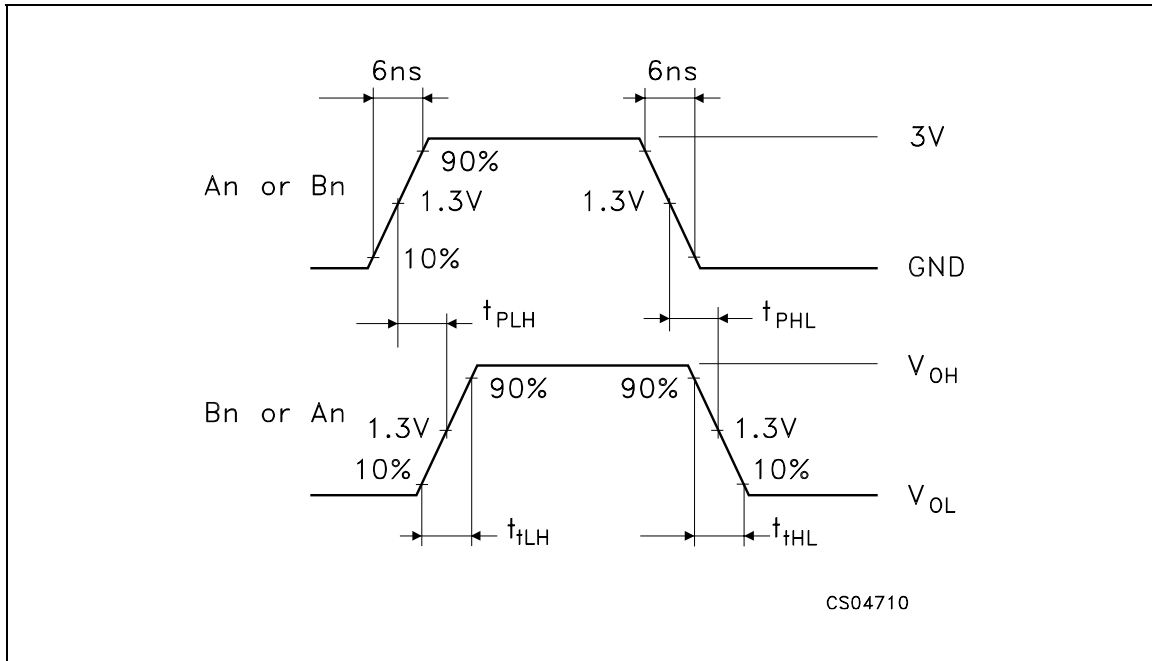 6ns 6ns
3V
90%
An or Bn 1.3V 1.3V
10%
GND
tPLH tPHL
VOH
90% 90%
Bn or An
1.3V 1.3V
10% 10%
VOL
ttLH ttHL
CS04710